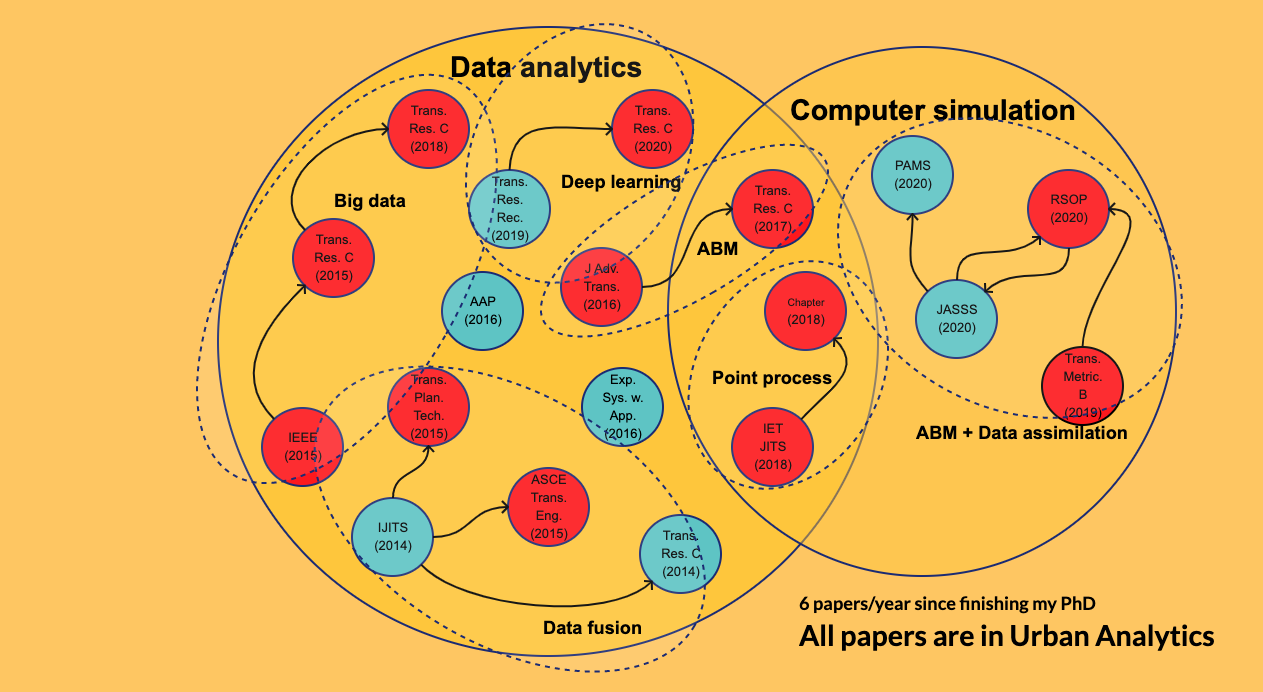 Data analytics
Computer simulation
Trans.
Res. C
(2018)
Trans.
Res. C
(2020)
Deep learning
Trans.
Res.
Rec.
(2019)
Big data
Trans.
Res. C
(2015)
Trans.
Res. C
(2017)
ABM
PAMS
(2020)
RSOP
(2020)
J Adv.
Trans.
(2016)
AAP
(2016)
Chapter
(2018)
JASSS
(2020)
Point process
Trans.
Metric.
B
(2019)
ABM + Data assimilation
Trans.
Plan.
Tech.
(2015)
Exp.
Sys. w.
App.
(2016)
IEEE
(2015)
IET
JITS
(2018)
ASCE
Trans.
Eng.
(2015)
IJITS
(2014)
Trans.
Res. C
(2014)
Data fusion
6 papers/year since finishing my PhD
All papers are in Urban Analytics